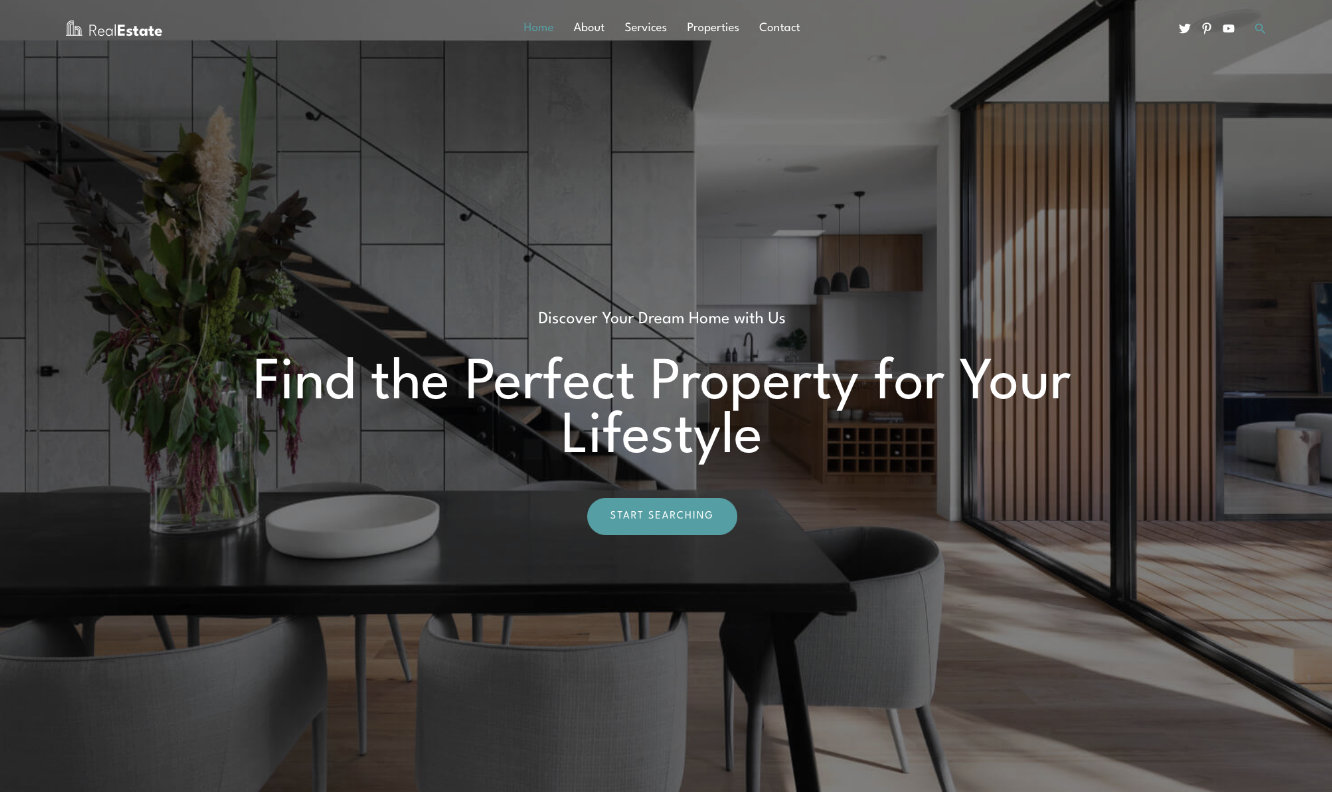 RealEstate
Home About Services Properties Contact
Discover Your Dream Home with Us
Find the Perfect Property for Your
Lifestyle
START SEARCHING